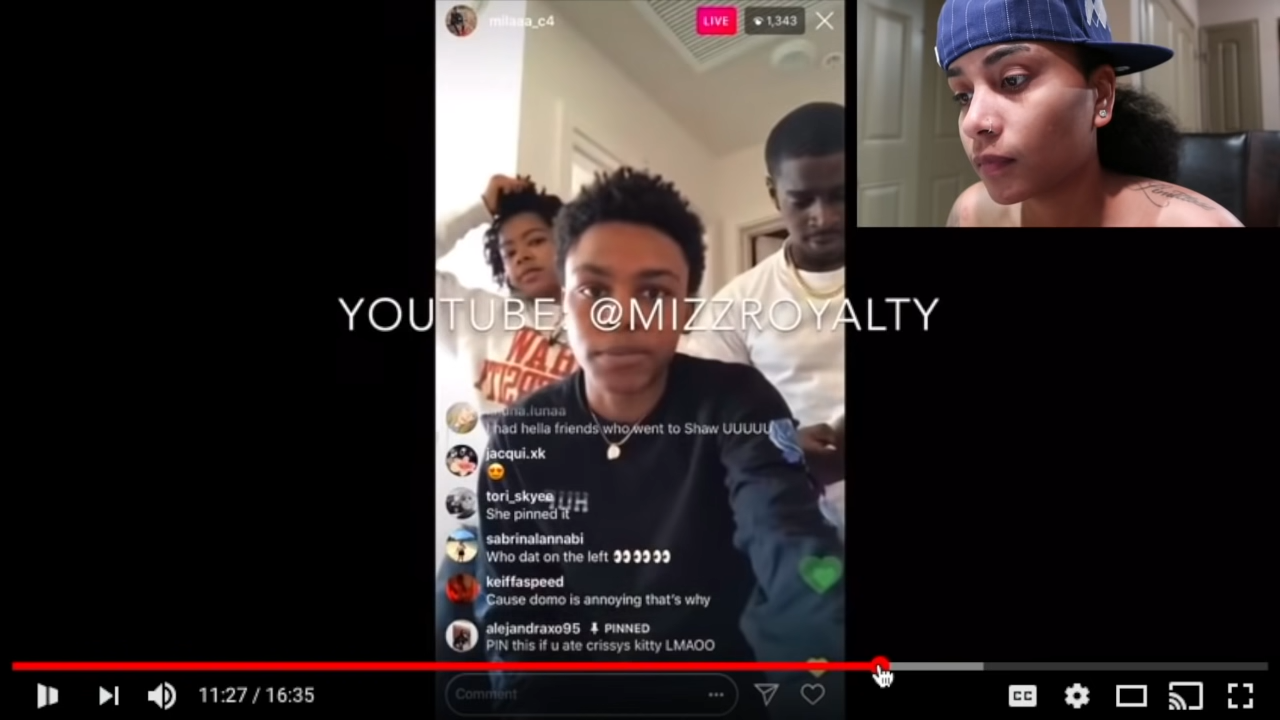 milaaa_c4
LIVE
1,343
YOUTUBE: @MIZZROYALTY
I had hella friends who went to Shaw UUUUU
jacqui.xk
😍
tori_skyee
She pinned it
sabrinalannabi
Who dat on the left 👀👀👀👀👀👀
keiffaspeed
Cause domo is annoying that's why
alejandraxo95 📌 PINNED
PIN this if u ate crissys kitty LMAOO
Comment
11:27 / 16:35
CC